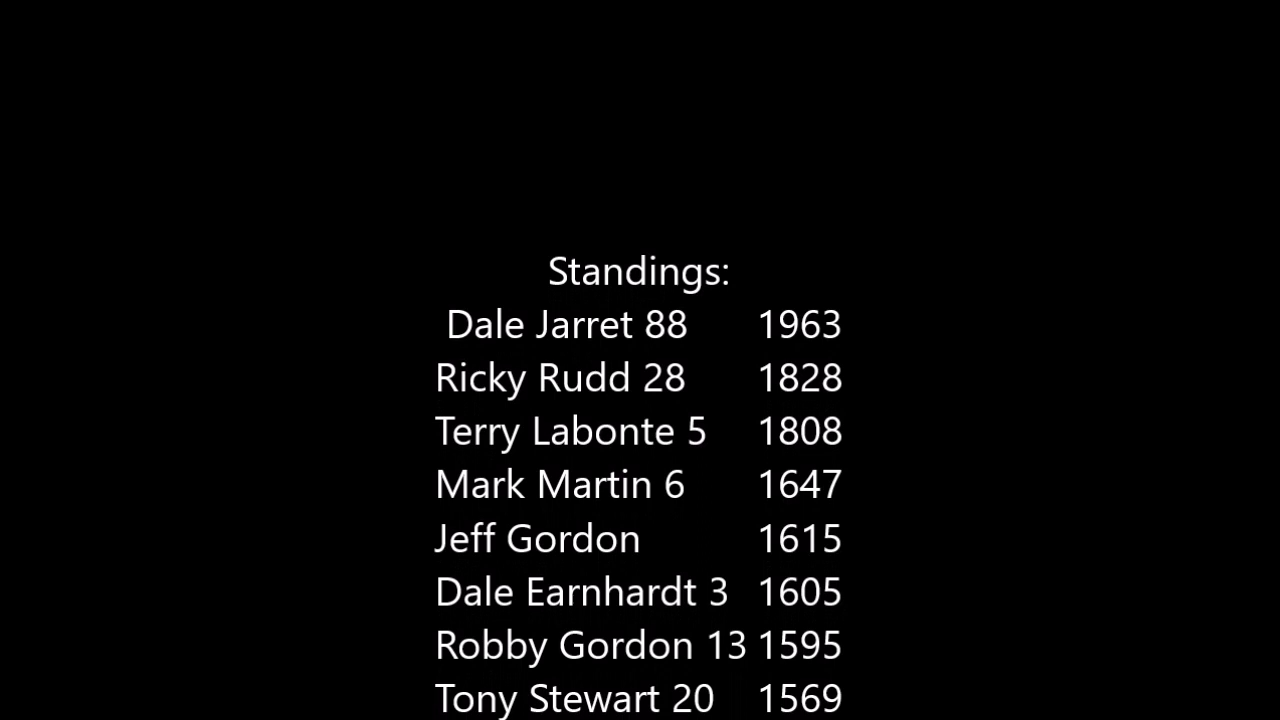 Standings:
Dale Jarret 88 1963
Ricky Rudd 28 1828
Terry Labonte 5 1808
Mark Martin 6 1647
Jeff Gordon 1615
Dale Earnhardt 3 1605
Robby Gordon 13 1595
Tony Stewart 20 1569